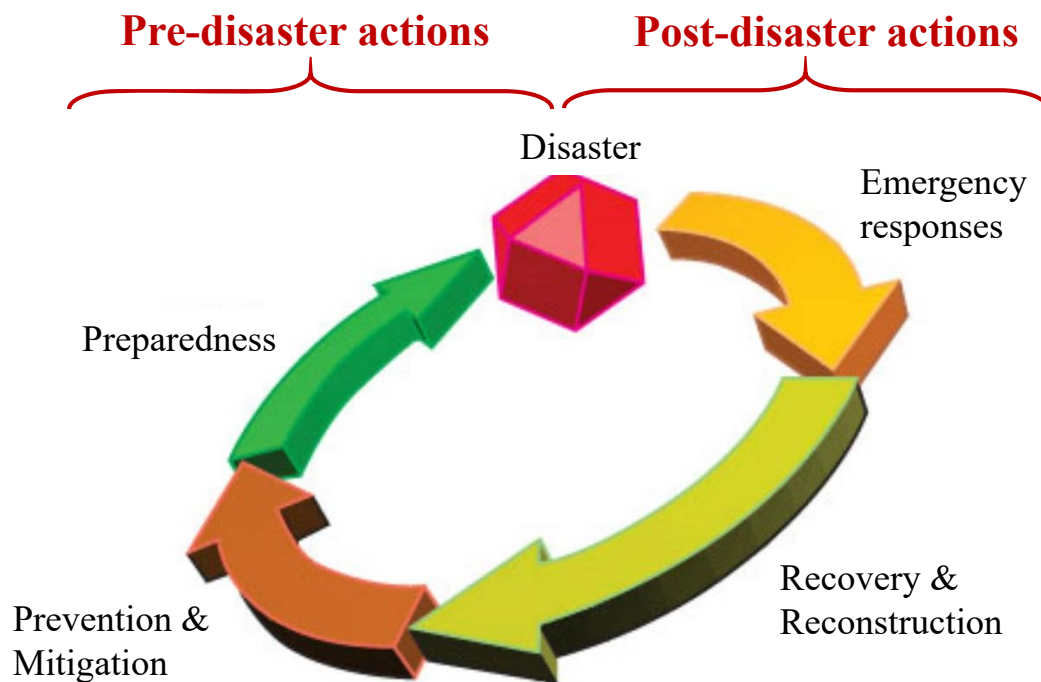 Pre-disaster actions
Post-disaster actions
Disaster
Emergency
responses
Preparedness
Recovery &
Reconstruction
Prevention &
Mitigation